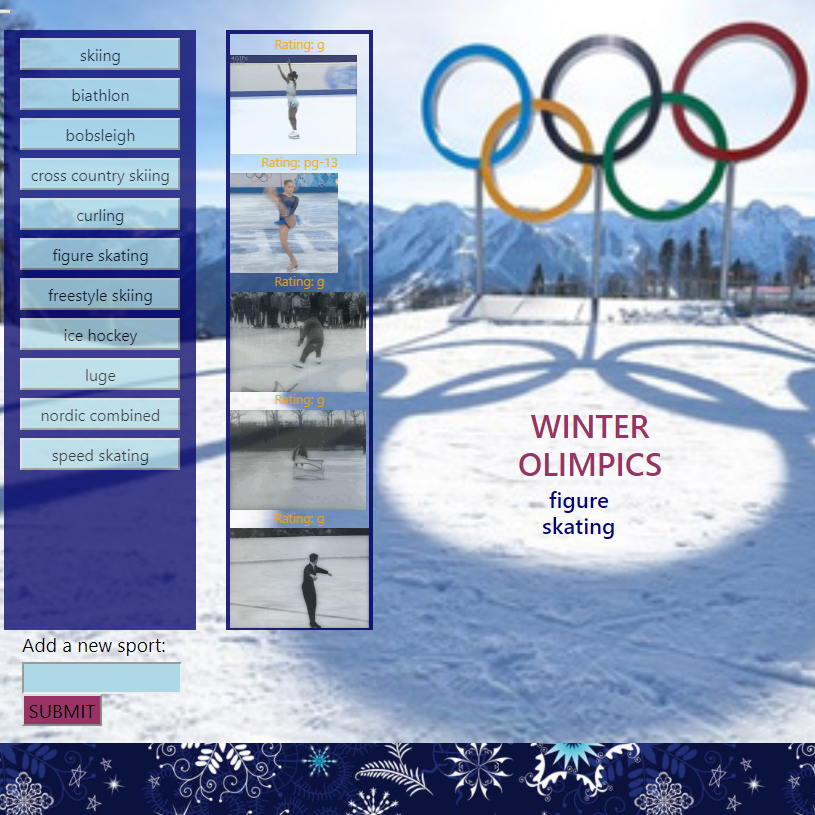 skiing
biathlon
bobsleigh
cross country skiing
curling
figure skating
freestyle skiing
ice hockey
luge
nordic combined
speed skating
Add a new sport:
SUBMIT
Rating: g
Rating: pg-13
Rating: g
Rating: g
Rating: g
WINTER
OLIMPICS
figure
skating